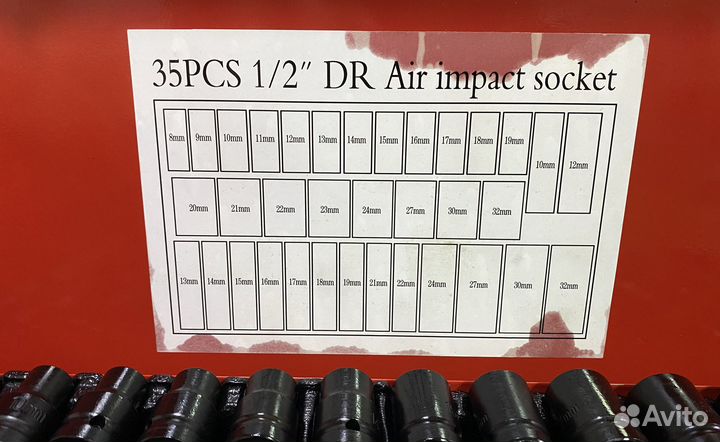 35PCS 1/2" DR Air impact socket
8mm 9mm 10mm 11mm 12mm 13mm 14mm 15mm 16mm 17mm 18mm 19mm 10mm 12mm
20mm 21mm 22mm 23mm 24mm 27mm 30mm 32mm
13mm 14mm 15mm 16mm 17mm 18mm 19mm 21mm 22mm 24mm 27mm 30mm 32mm
Avito